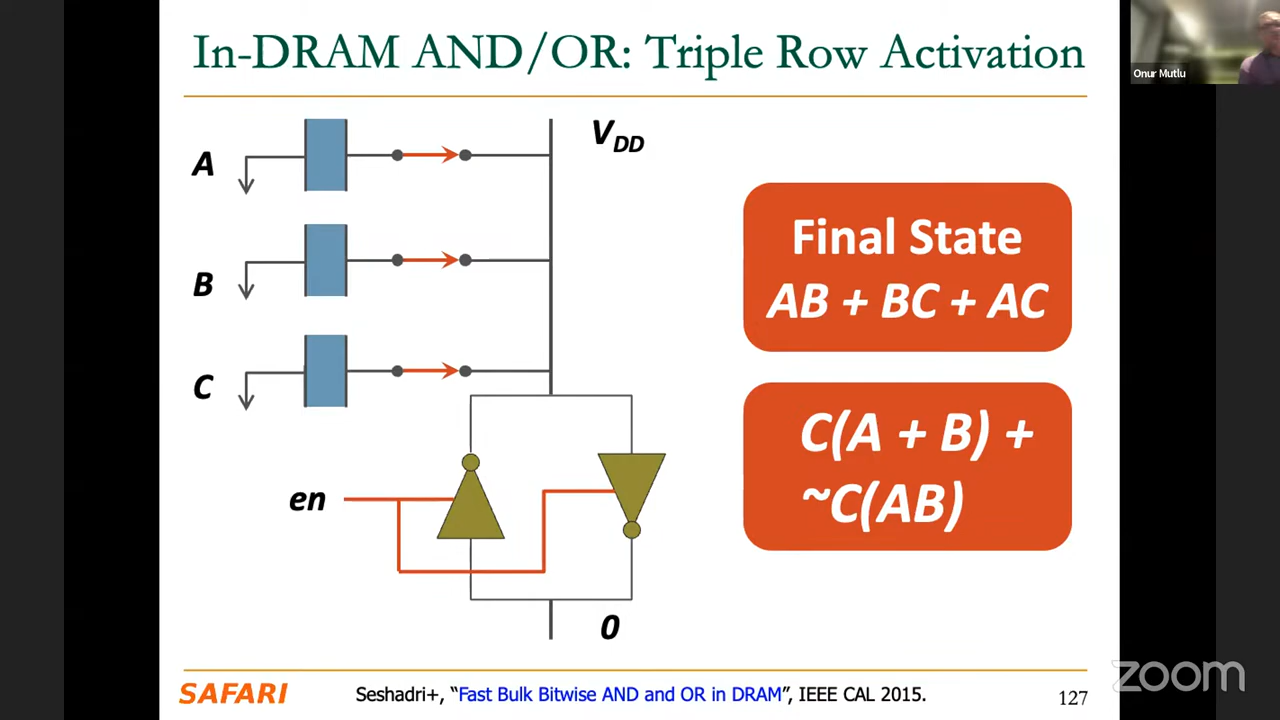 In-DRAM AND/OR: Triple Row Activation
Onur Mutlu
V_DD
A
B
C
Final State
AB + BC + AC
C(A + B) +
~C(AB)
en
0
SAFARI
Seshadri+, “Fast Bulk Bitwise AND and OR in DRAM”, IEEE CAL 2015.
127
zoom